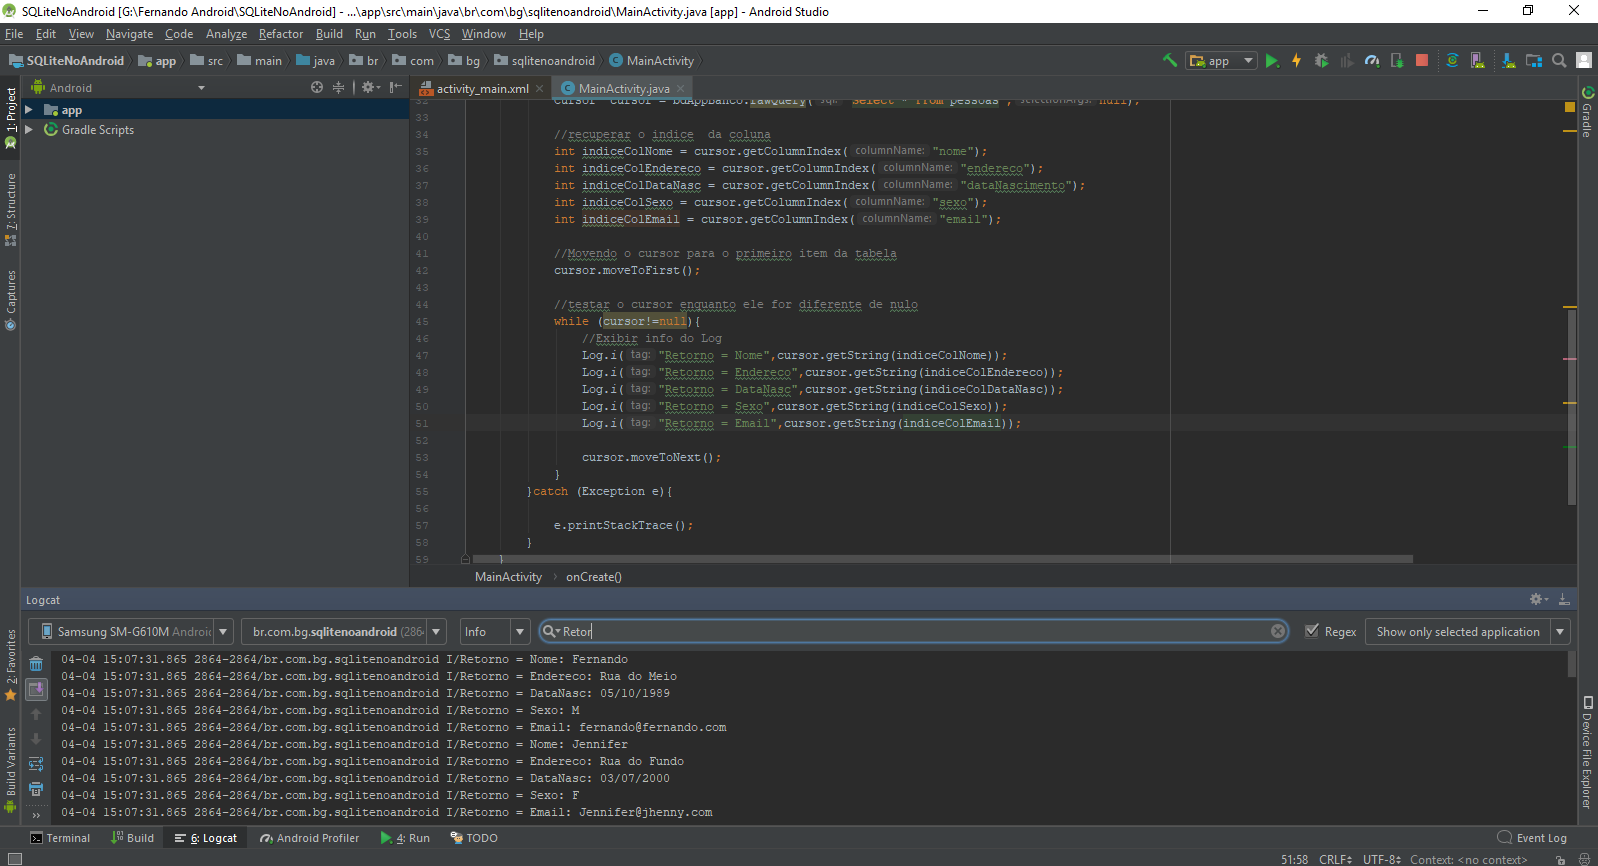 SQLiteNoAndroid [G:\Fernando Android\SQLiteNoAndroid] - ...\app\src\main\java\br\com\bg\sqlitenoandroid\MainActivity.java [app] - Android Studio
File Edit View Navigate Code Analyze Refactor Build Run Tools VCS Window Help
SQLiteNoAndroid app src main java br com bg sqlitenoandroid MainActivity app
1: Project
7: Structure
Captures
2: Favorites
Build Variants
Android
app
Gradle Scripts
activity_main.xml MainActivity.java
32 Cursor cursor = bdAppBanco.rawQuery( sql: "Select * from pessoas", selectionArgs: null);
33
34 //recuperar o indice  da coluna
35 int indiceColNome = cursor.getColumnIndex( columnName: "nome");
36 int indiceColEndereco = cursor.getColumnIndex( columnName: "endereco");
37 int indiceColDataNasc = cursor.getColumnIndex( columnName: "dataNascimento");
38 int indiceColSexo = cursor.getColumnIndex( columnName: "sexo");
39 int indiceColEmail = cursor.getColumnIndex( columnName: "email");
40
41 //Movendo o cursor para o primeiro item da tabela
42 cursor.moveToFirst();
43
44 //testar o cursor enquanto ele for diferente de nulo
45 while (cursor!=null){
46 //Exibir info do Log
47 Log.i( tag: "Retorno = Nome",cursor.getString(indiceColNome));
48 Log.i( tag: "Retorno = Endereco",cursor.getString(indiceColEndereco));
49 Log.i( tag: "Retorno = DataNasc",cursor.getString(indiceColDataNasc));
50 Log.i( tag: "Retorno = Sexo",cursor.getString(indiceColSexo));
51 Log.i( tag: "Retorno = Email",cursor.getString(indiceColEmail));
52
53 cursor.moveToNext();
54 }
55 }catch (Exception e){
56
57 e.printStackTrace();
58 }
59 }
MainActivity › onCreate()
Gradle
Device File Explorer
Logcat
Samsung SM-G610M Android br.com.bg.sqlitenoandroid (286 Info Retor Regex Show only selected application
04-04 15:07:31.865 2864-2864/br.com.bg.sqlitenoandroid I/Retorno = Nome: Fernando
04-04 15:07:31.865 2864-2864/br.com.bg.sqlitenoandroid I/Retorno = Endereco: Rua do Meio
04-04 15:07:31.865 2864-2864/br.com.bg.sqlitenoandroid I/Retorno = DataNasc: 05/10/1989
04-04 15:07:31.865 2864-2864/br.com.bg.sqlitenoandroid I/Retorno = Sexo: M
04-04 15:07:31.865 2864-2864/br.com.bg.sqlitenoandroid I/Retorno = Email: fernando@fernando.com
04-04 15:07:31.865 2864-2864/br.com.bg.sqlitenoandroid I/Retorno = Nome: Jennifer
04-04 15:07:31.865 2864-2864/br.com.bg.sqlitenoandroid I/Retorno = Endereco: Rua do Fundo
04-04 15:07:31.865 2864-2864/br.com.bg.sqlitenoandroid I/Retorno = DataNasc: 03/07/2000
04-04 15:07:31.865 2864-2864/br.com.bg.sqlitenoandroid I/Retorno = Sexo: F
04-04 15:07:31.865 2864-2864/br.com.bg.sqlitenoandroid I/Retorno = Email: Jennifer@jhenny.com
Terminal Build 6: Logcat Android Profiler 4: Run TODO Event Log
51:58 CRLF UTF-8 Context: <no context>